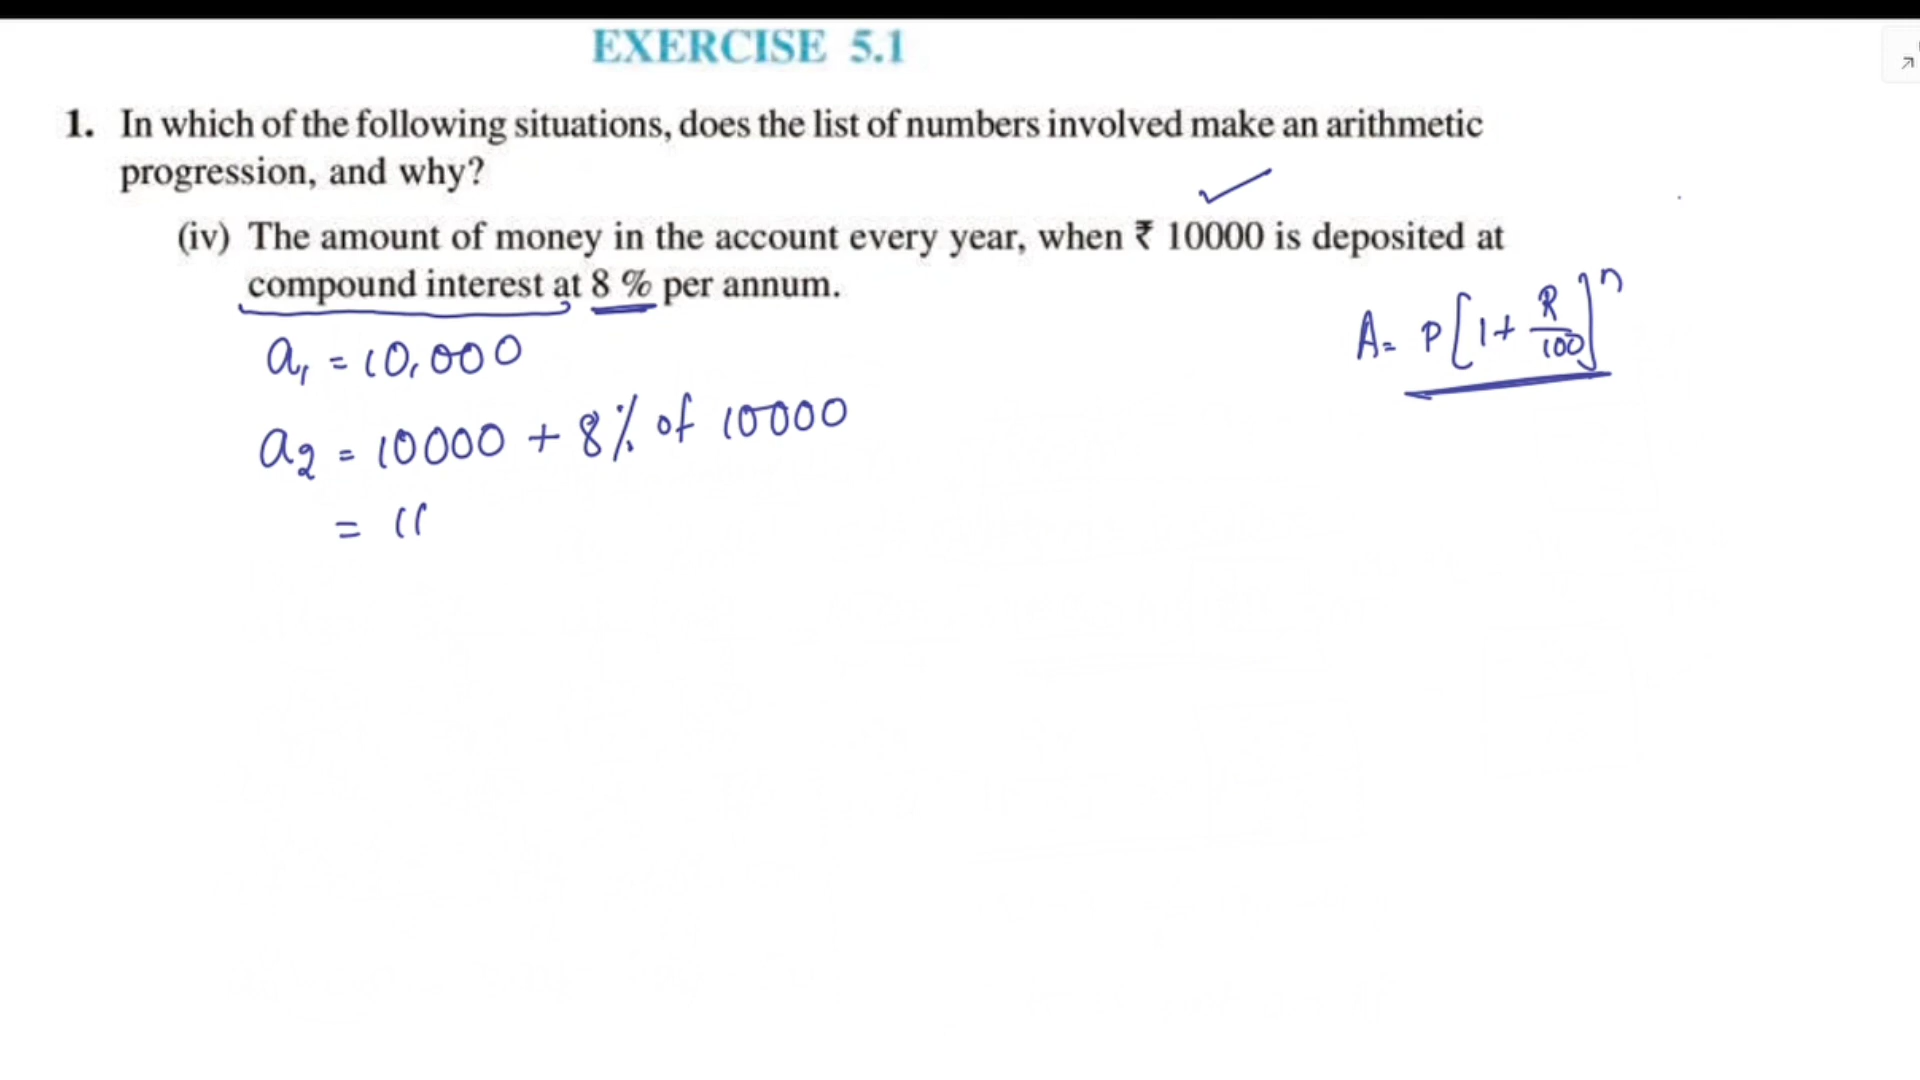 EXERCISE 5.1
1. In which of the following situations, does the list of numbers involved make an arithmetic
progression, and why?
(iv) The amount of money in the account every year, when ₹ 10000 is deposited at
compound interest at 8 % per annum.
A = P[1 + R/100]^n
a₁ = 10,000
a₂ = 10000 + 8% of 10000
= 11